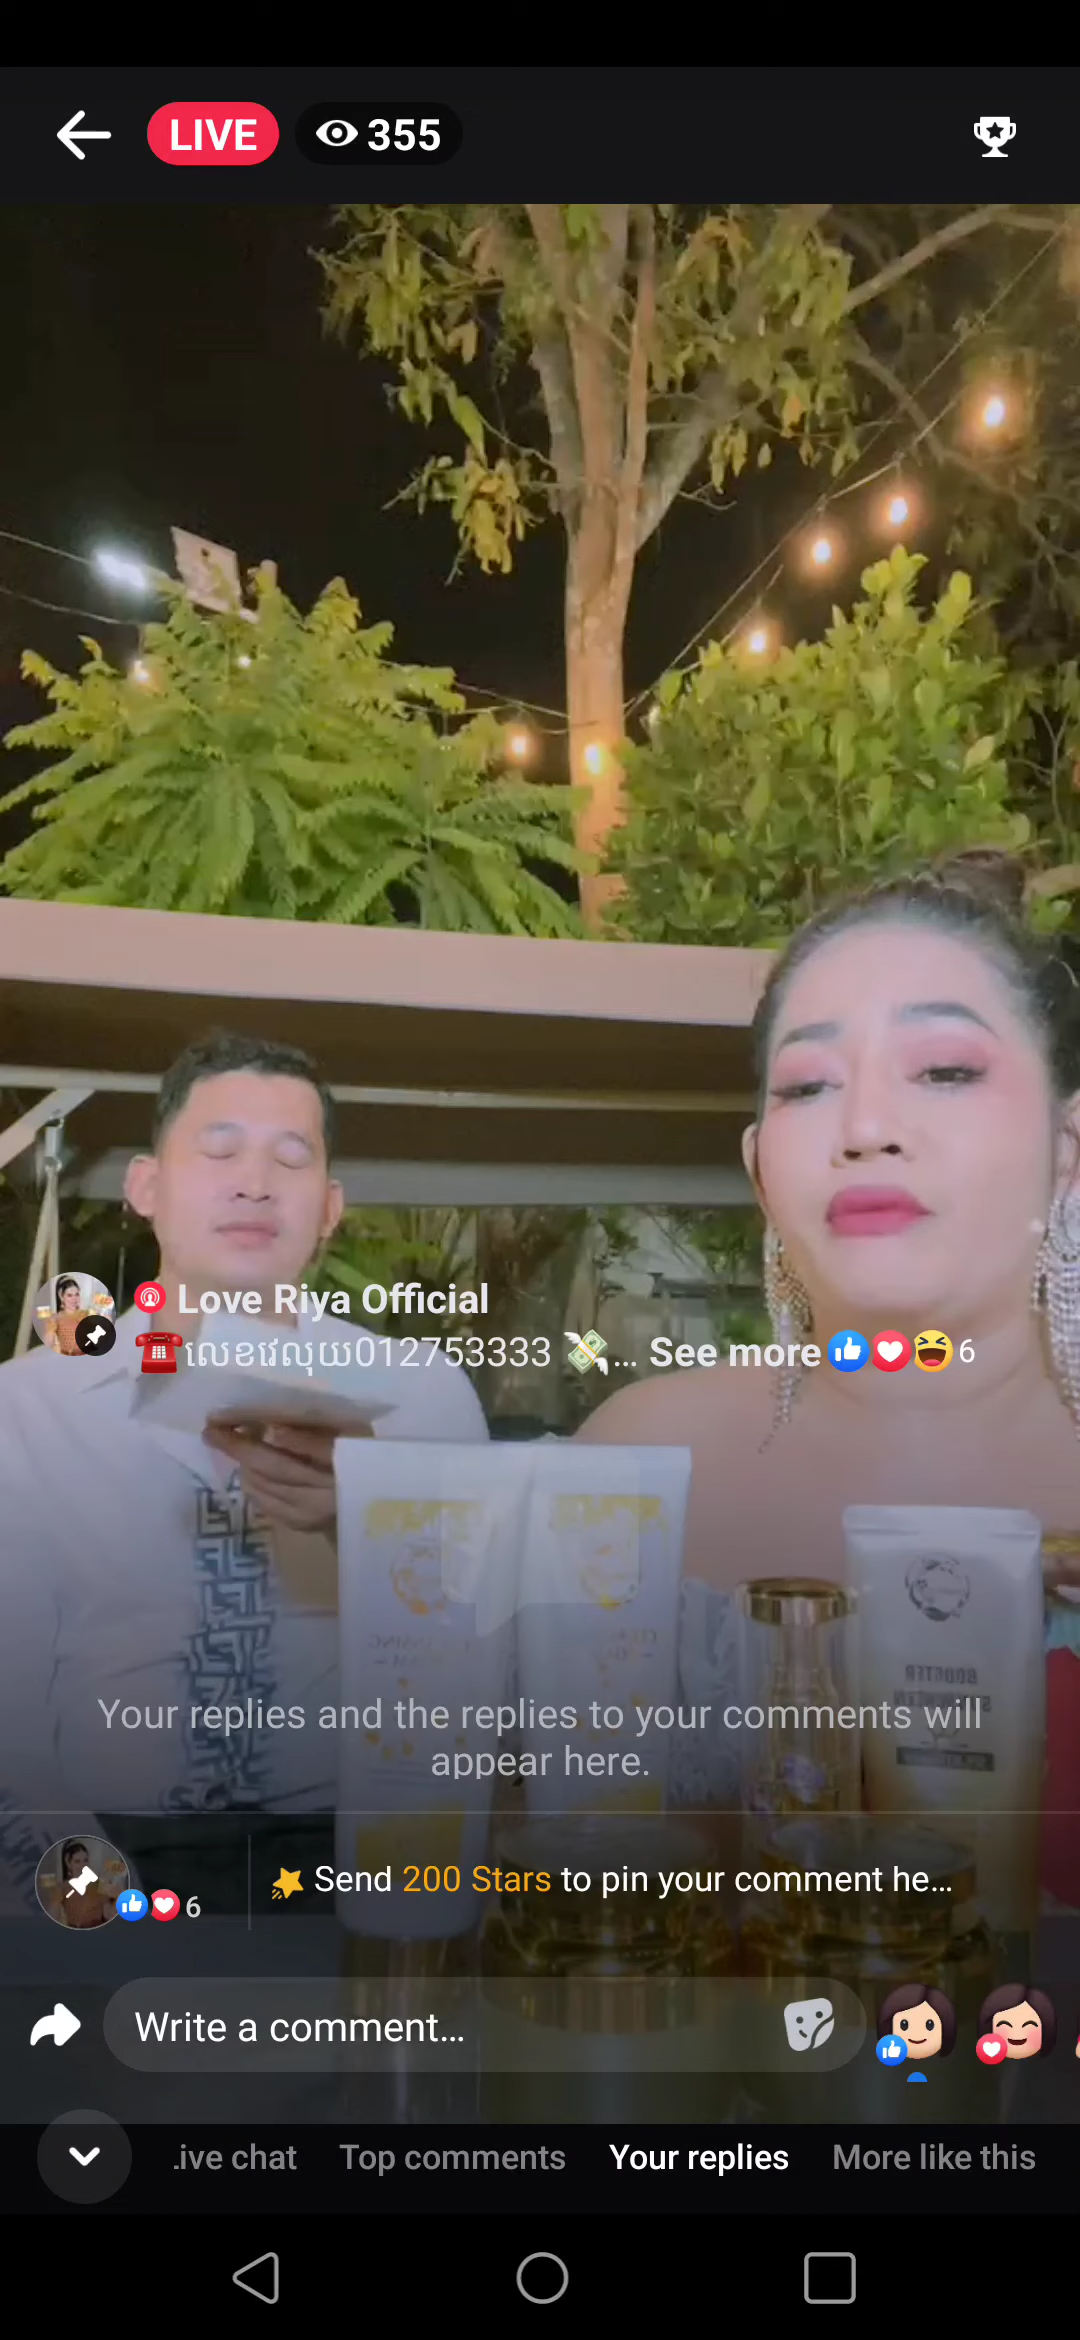 LIVE
355
Love Riya Official
លេខវេលុយ012753333 ... See more 6
Your replies and the replies to your comments will
appear here.
6
Send 200 Stars to pin your comment he...
Write a comment...
ive chat Top comments Your replies More like this